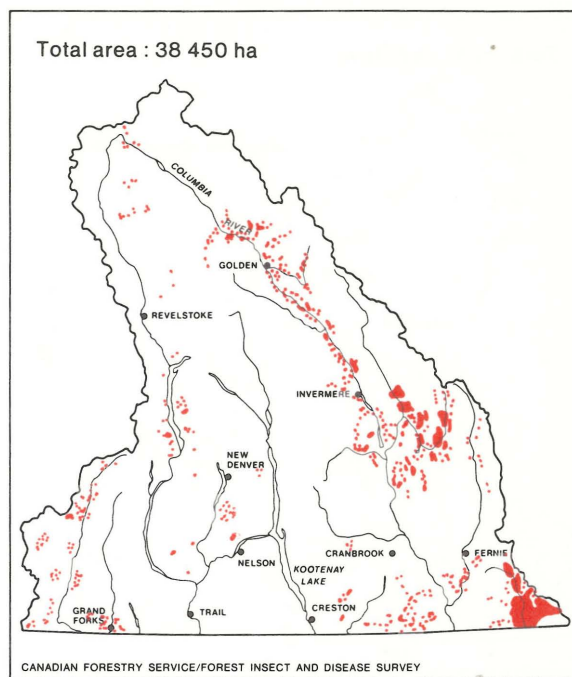 Total area : 38 450 ha
COLUMBIA
RIVER
GOLDEN
REVELSTOKE
INVERMERE
NEW
DENVER
NELSON
KOOTENAY
LAKE
CRANBROOK
FERNIE
GRAND
FORKS
TRAIL
CRESTON
CANADIAN FORESTRY SERVICE/FOREST INSECT AND DISEASE SURVEY